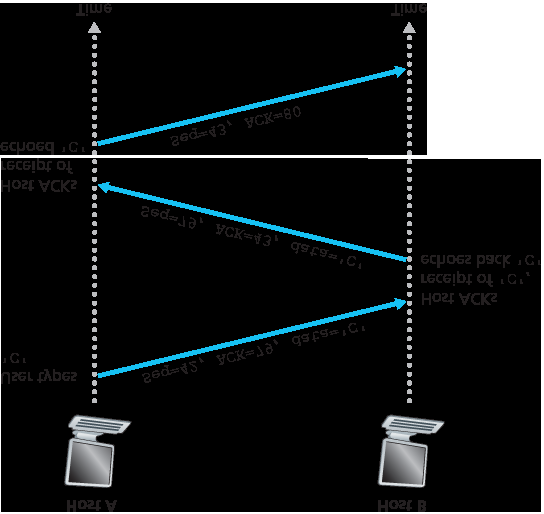 Host A
Host B
User types
'C'
Seq=42, ACK=79, data='C'
Host ACKs
receipt of 'C',
echoes back 'C'
Seq=79, ACK=43, data='C'
Host ACKs
receipt of
echoed 'C'
Seq=43, ACK=80
Time
Time